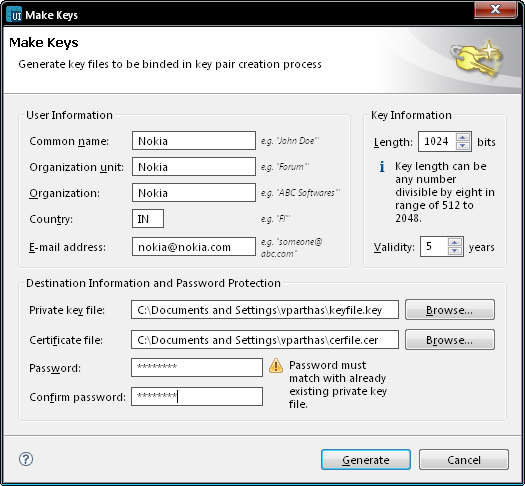 UI Make Keys
Make Keys
Generate key files to be binded in key pair creation process
User Information
Common name: Nokia e.g. "John Doe"'
Organization unit: Nokia e.g. "Forum"'
Organization: Nokia e.g. "ABC Softwares"'
Country: IN e.g. "FI"'
E-mail address: nokia@nokia.com e.g. "someone@
abc.com"
Key Information
Length: 1024 bits
i Key length can be
any number
divisible by eight in
range of 512 to
2048.
Validity: 5 years
Destination Information and Password Protection
Private key file: C:\Documents and Settings\vparthas\keyfile.key Browse...
Certificate file: C:\Documents and Settings\vparthas\cerfile.cer Browse...
Password: ******** Password must
match with already
existing private key
file.
Confirm password: ********
? Generate Cancel